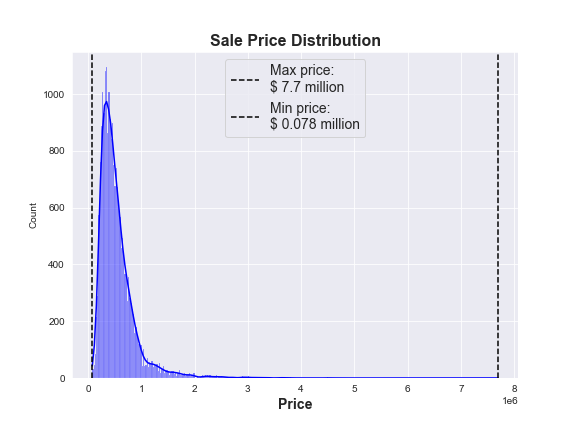 Sale Price Distribution
Max price:
$ 7.7 million
Min price:
$ 0.078 million
Count
1000
800
600
400
200
0
0 1 2 3 4 5 6 7 8
1e6
Price